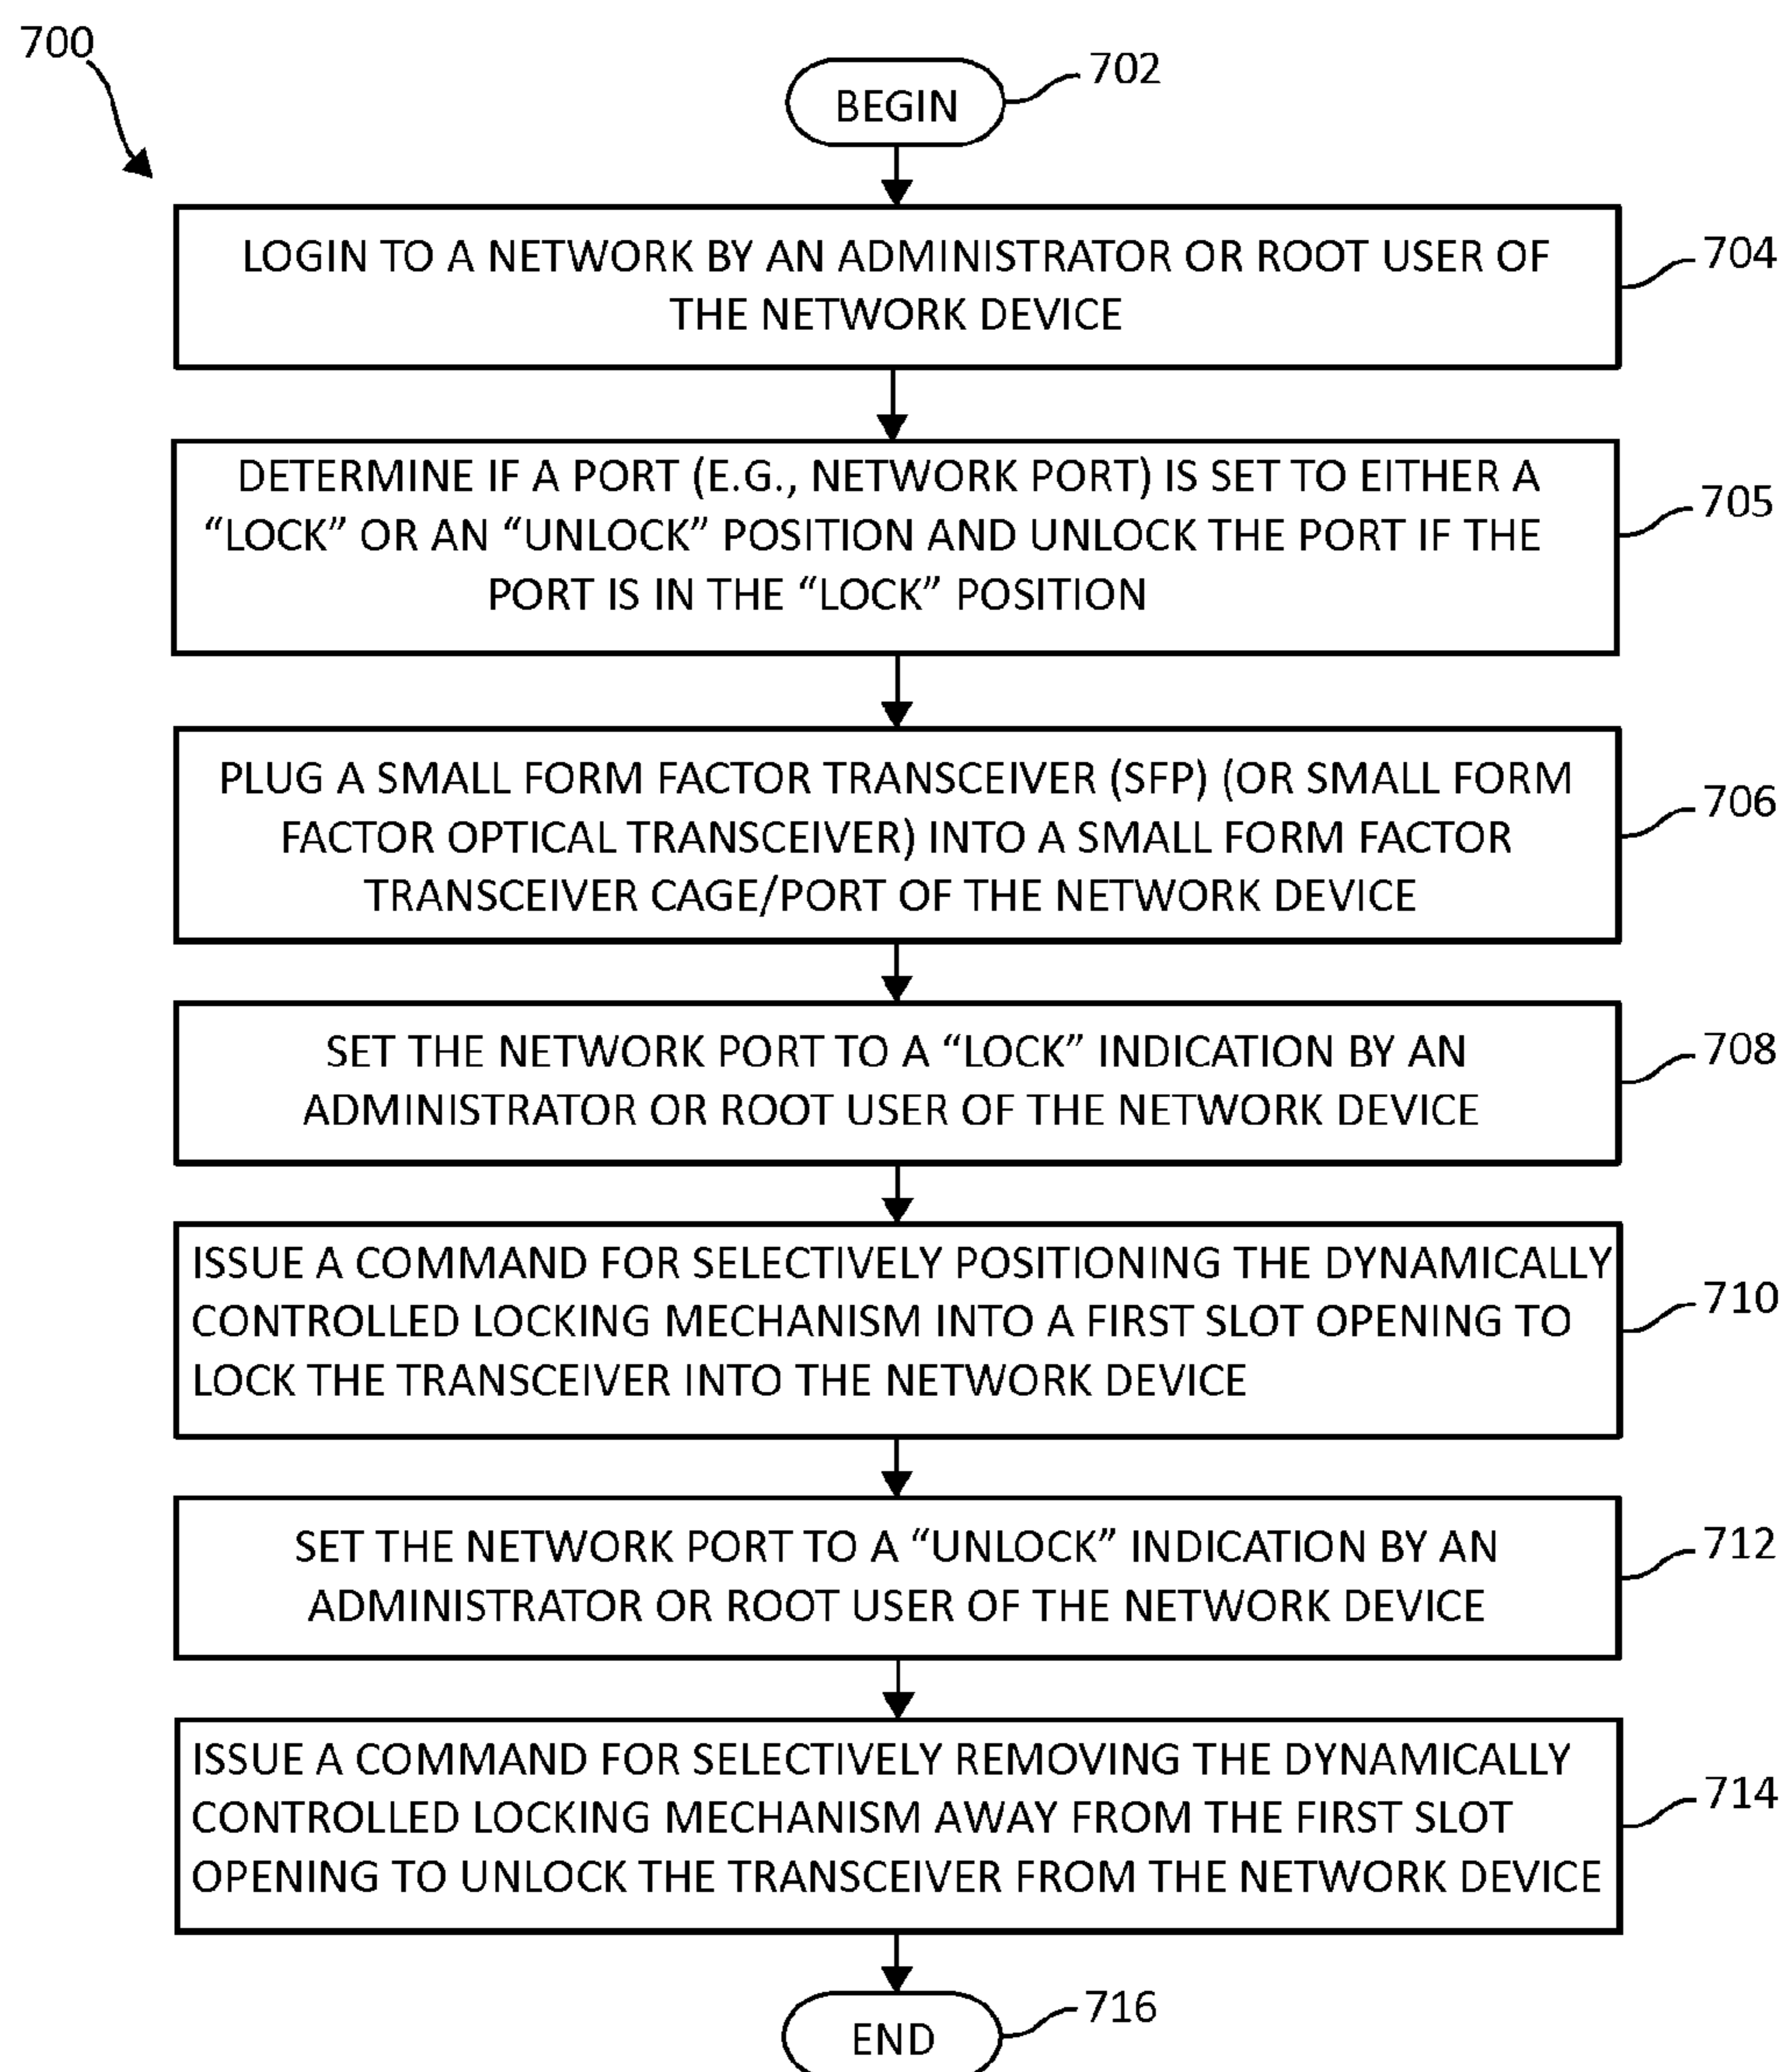 700
BEGIN
702
LOGIN TO A NETWORK BY AN ADMINISTRATOR OR ROOT USER OF
THE NETWORK DEVICE
704
DETERMINE IF A PORT (E.G., NETWORK PORT) IS SET TO EITHER A
“LOCK” OR AN “UNLOCK” POSITION AND UNLOCK THE PORT IF THE
PORT IS IN THE “LOCK” POSITION
705
PLUG A SMALL FORM FACTOR TRANSCEIVER (SFP) (OR SMALL FORM
FACTOR OPTICAL TRANSCEIVER) INTO A SMALL FORM FACTOR
TRANSCEIVER CAGE/PORT OF THE NETWORK DEVICE
706
SET THE NETWORK PORT TO A “LOCK” INDICATION BY AN
ADMINISTRATOR OR ROOT USER OF THE NETWORK DEVICE
708
ISSUE A COMMAND FOR SELECTIVELY POSITIONING THE DYNAMICALLY
CONTROLLED LOCKING MECHANISM INTO A FIRST SLOT OPENING TO
LOCK THE TRANSCEIVER INTO THE NETWORK DEVICE
710
SET THE NETWORK PORT TO A “UNLOCK” INDICATION BY AN
ADMINISTRATOR OR ROOT USER OF THE NETWORK DEVICE
712
ISSUE A COMMAND FOR SELECTIVELY REMOVING THE DYNAMICALLY
CONTROLLED LOCKING MECHANISM AWAY FROM THE FIRST SLOT
OPENING TO UNLOCK THE TRANSCEIVER FROM THE NETWORK DEVICE
714
END
716